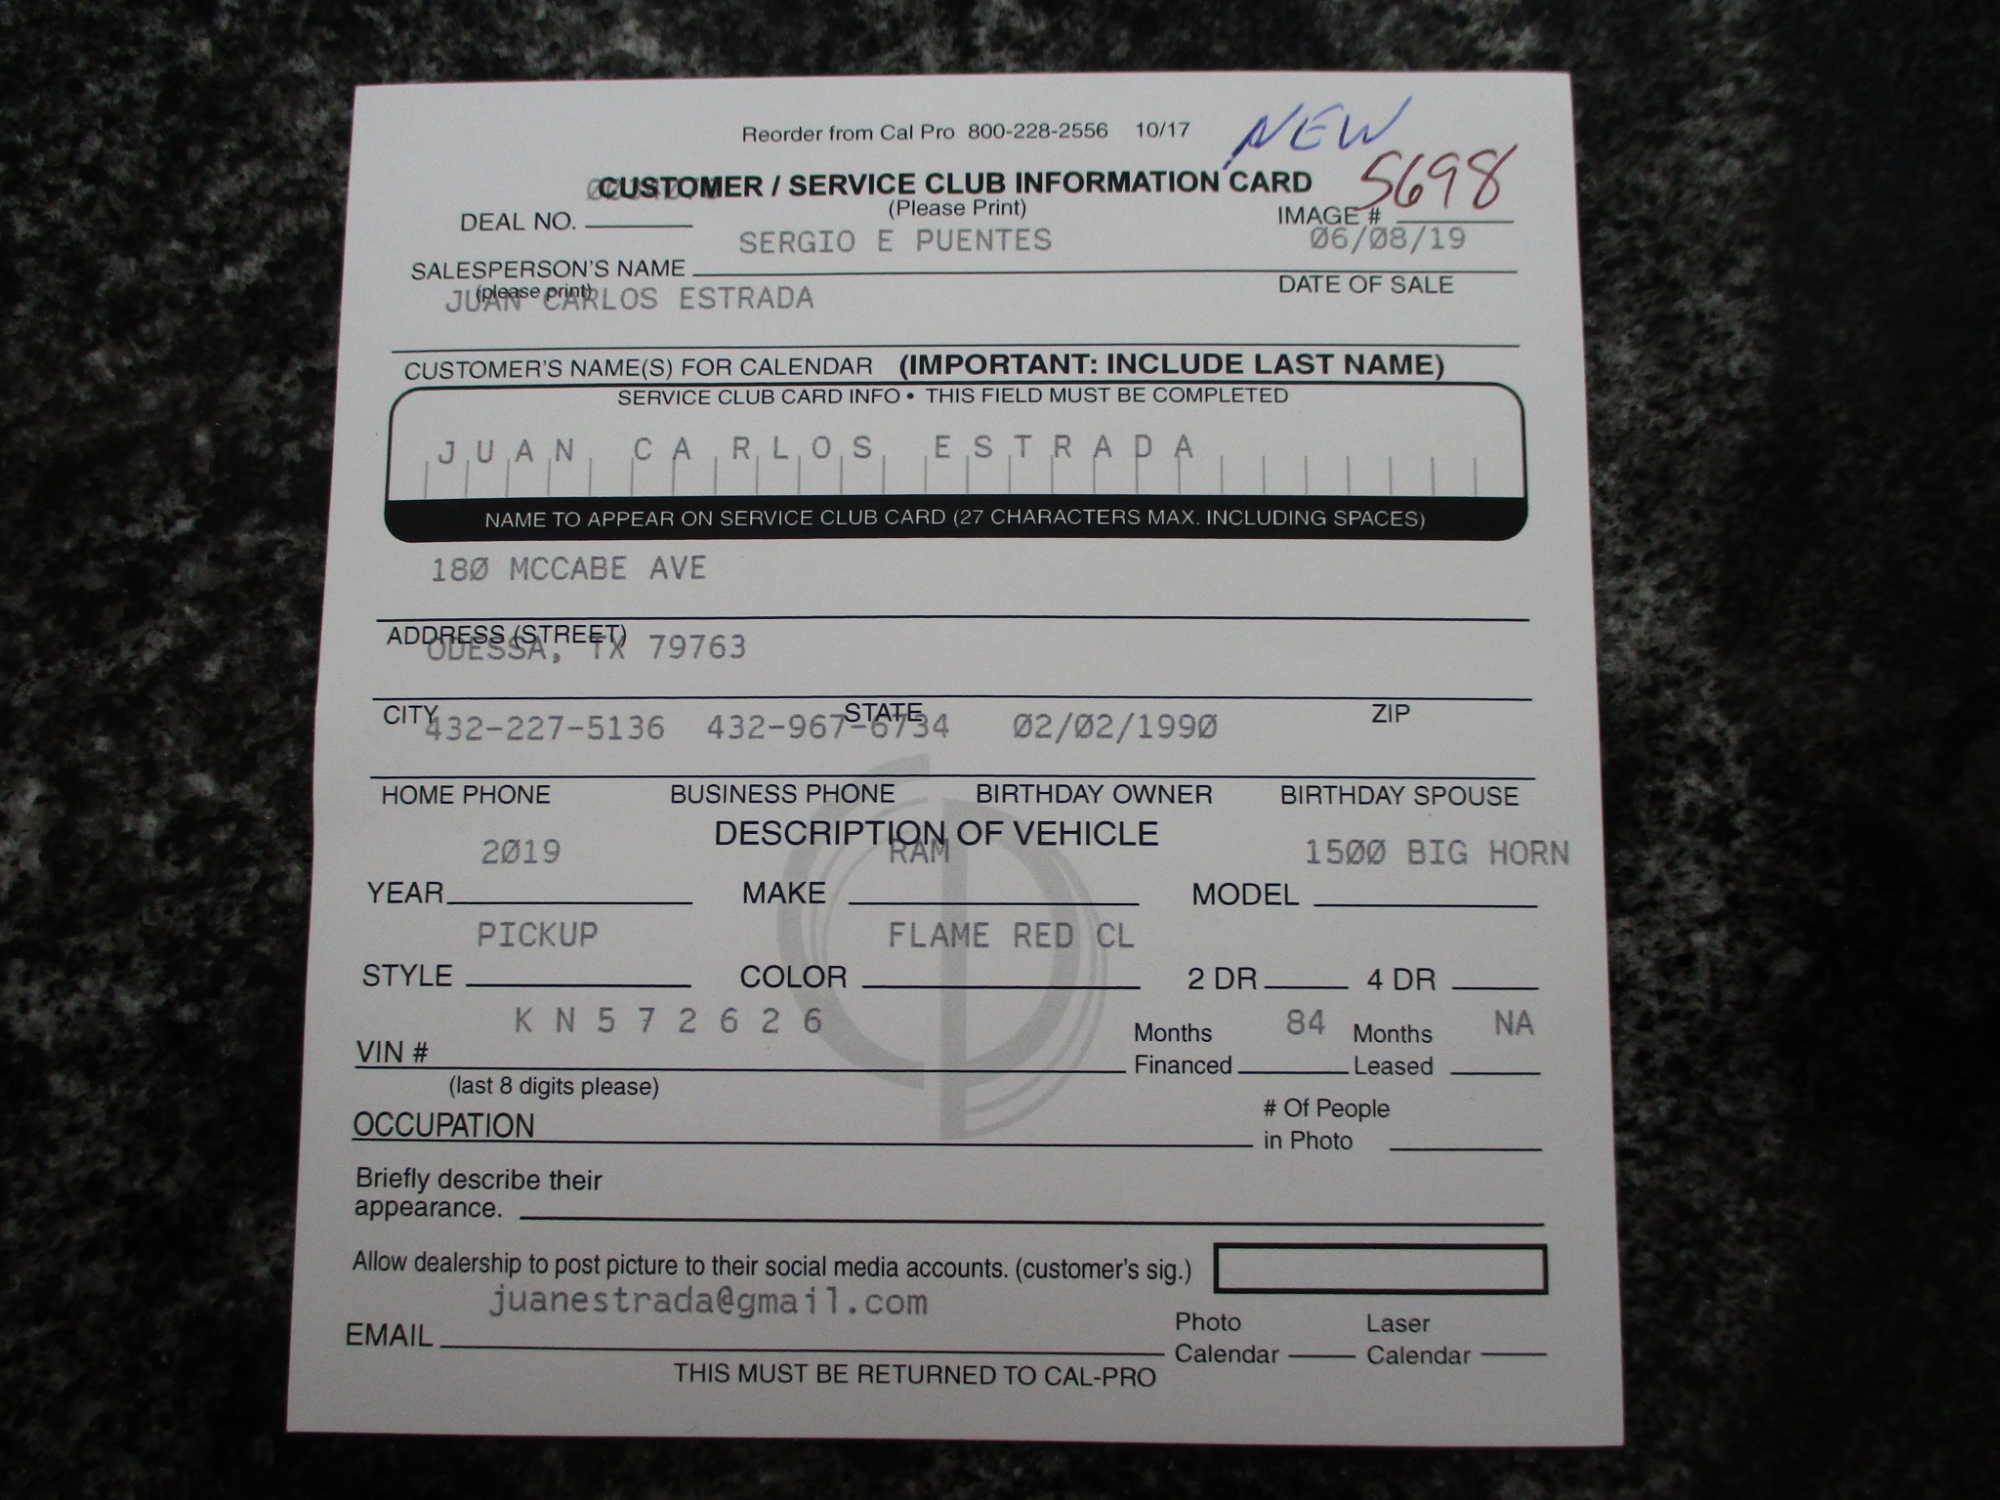 Reorder from Cal Pro 800-228-2556 10/17
NEW
CUSTOMER / SERVICE CLUB INFORMATION CARD
5698
(Please Print)
DEAL NO.
IMAGE #
SERGIO E PUENTES
06/08/19
SALESPERSON'S NAME
(please print)
DATE OF SALE
JUAN CARLOS ESTRADA
CUSTOMER'S NAME(S) FOR CALENDAR (IMPORTANT: INCLUDE LAST NAME)
SERVICE CLUB CARD INFO • THIS FIELD MUST BE COMPLETED
JUAN CARLOS ESTRADA
NAME TO APPEAR ON SERVICE CLUB CARD (27 CHARACTERS MAX. INCLUDING SPACES)
180 MCCABE AVE
ADDRESS (STREET)
ODESSA, TX 79763
CITY STATE ZIP
432-227-5136 432-967-6734 02/02/1990
HOME PHONE BUSINESS PHONE BIRTHDAY OWNER BIRTHDAY SPOUSE
DESCRIPTION OF VEHICLE
2019 RAM 1500 BIG HORN
YEAR MAKE MODEL
PICKUP FLAME RED CL
STYLE COLOR 2 DR 4 DR
KN572626 84 NA
VIN # Months Financed Months Leased
(last 8 digits please)
OCCUPATION # Of People in Photo
Briefly describe their
appearance.
Allow dealership to post picture to their social media accounts. (customer's sig.)
juanestrada@gmail.com
EMAIL Photo Calendar Laser Calendar
THIS MUST BE RETURNED TO CAL-PRO